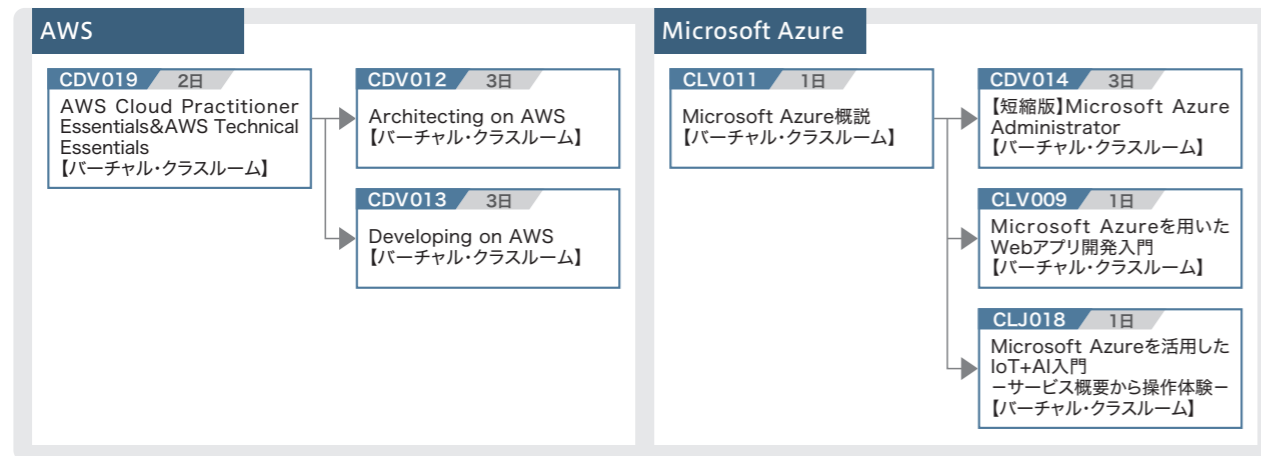 AWS
CDV019 2日
AWS Cloud Practitioner
Essentials&AWS Technical
Essentials
【バーチャル・クラスルーム】
CDV012 3日
Architecting on AWS
【バーチャル・クラスルーム】
CDV013 3日
Developing on AWS
【バーチャル・クラスルーム】
Microsoft Azure
CLV011 1日
Microsoft Azure概説
【バーチャル・クラスルーム】
CDV014 3日
【短縮版】Microsoft Azure
Administrator
【バーチャル・クラスルーム】
CLV009 1日
Microsoft Azureを用いた
Webアプリ開発入門
【バーチャル・クラスルーム】
CLJ018 1日
Microsoft Azureを活用した
IoT+AI入門
－サービス概要から操作体験－
【バーチャル・クラスルーム】